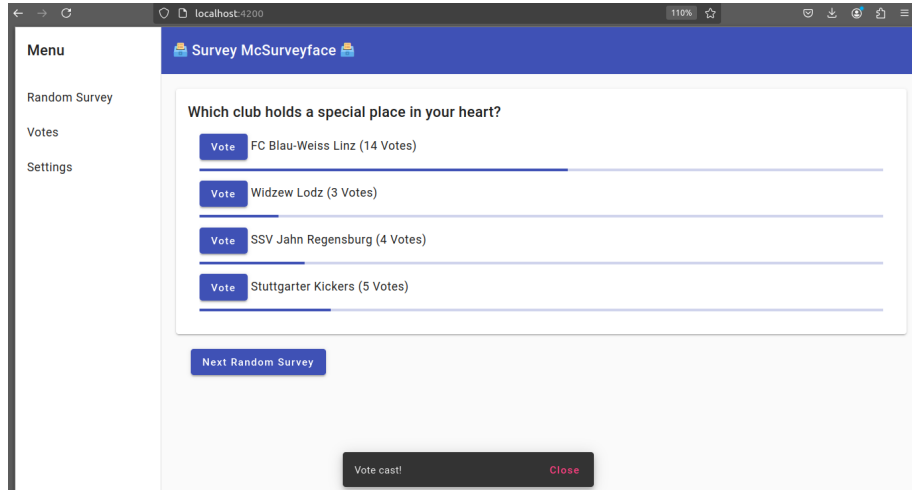 localhost:4200
110%
Menu
Survey McSurveyface
Random Survey
Votes
Settings
Which club holds a special place in your heart?
Vote FC Blau-Weiss Linz (14 Votes)
Vote Widzew Lodz (3 Votes)
Vote SSV Jahn Regensburg (4 Votes)
Vote Stuttgarter Kickers (5 Votes)
Next Random Survey
Vote cast! Close